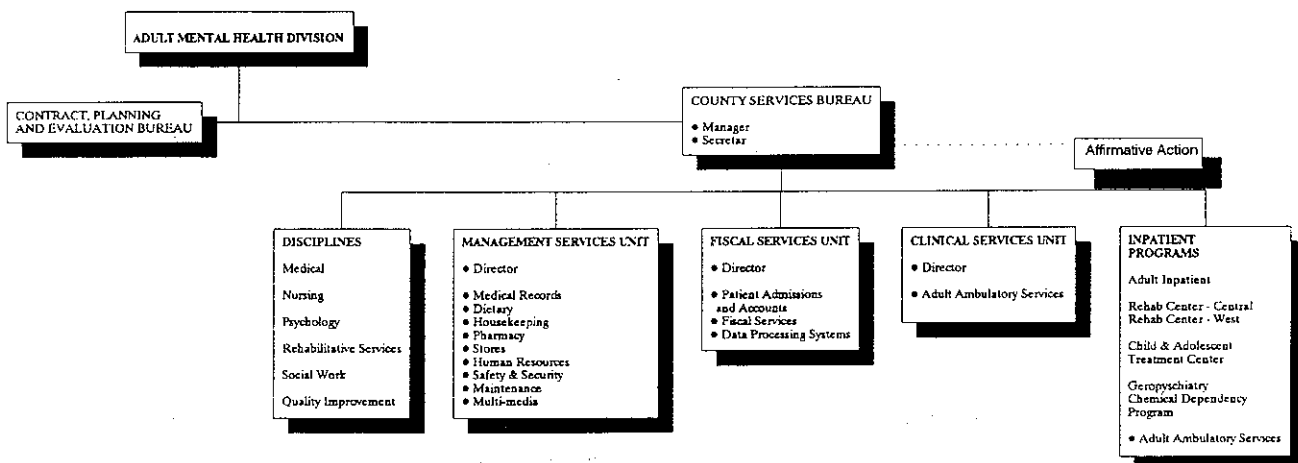 ADULT MENTAL HEALTH DIVISION
CONTRACT, PLANNING
AND EVALUATION BUREAU
COUNTY SERVICES BUREAU
● Manager
● Secretar
Affirmative Action
DISCIPLINES
Medical
Nursing
Psychology
Rehabilitative Services
Social Work
Quality Improvement
MANAGEMENT SERVICES UNIT
● Director
● Medical Records
● Dietary
● Housekeeping
● Pharmacy
● Stores
● Human Resources
● Safety & Security
● Maintenance
● Multi-media
FISCAL SERVICES UNIT
● Director
● Patient Admissions
and Accounts
● Fiscal Services
● Data Processing Systems
CLINICAL SERVICES UNIT
● Director
● Adult Ambulatory Services
INPATIENT
PROGRAMS
Adult Inpatient
Rehab Center - Central
Rehab Center - West
Child & Adolescent
Treatment Center
Geropyschiatry
Chemical Dependency
Program
● Adult Ambulatory Services